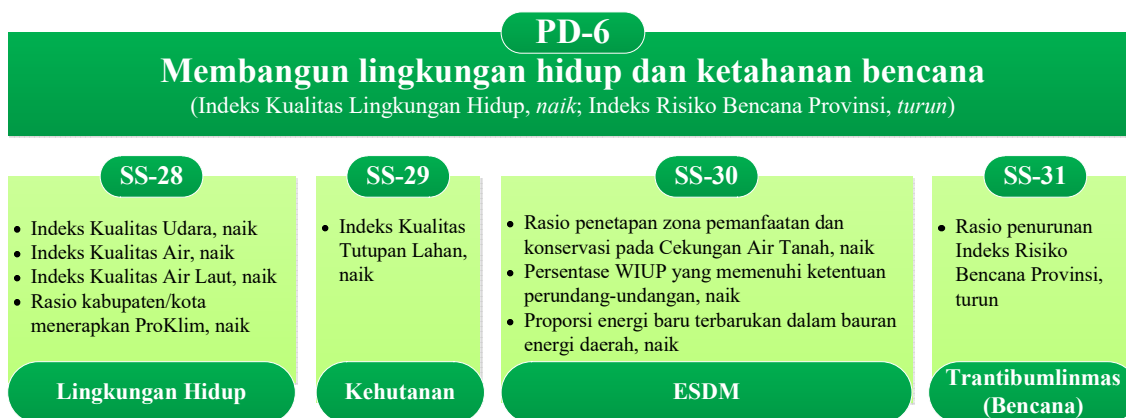 PD-6
Membangun lingkungan hidup dan ketahanan bencana
(Indeks Kualitas Lingkungan Hidup, naik; Indeks Risiko Bencana Provinsi, turun)
SS-28
• Indeks Kualitas Udara, naik
• Indeks Kualitas Air, naik
• Indeks Kualitas Air Laut, naik
• Rasio kabupaten/kota
menerapkan ProKlim, naik
Lingkungan Hidup
SS-29
• Indeks Kualitas
Tutupan Lahan,
naik
Kehutanan
SS-30
• Rasio penetapan zona pemanfaatan dan
konservasi pada Cekungan Air Tanah, naik
• Persentase WIUP yang memenuhi ketentuan
perundang-undangan, naik
• Proporsi energi baru terbarukan dalam bauran
energi daerah, naik
ESDM
SS-31
• Rasio penurunan
Indeks Risiko
Bencana Provinsi,
turun
Trantibumlinmas
(Bencana)